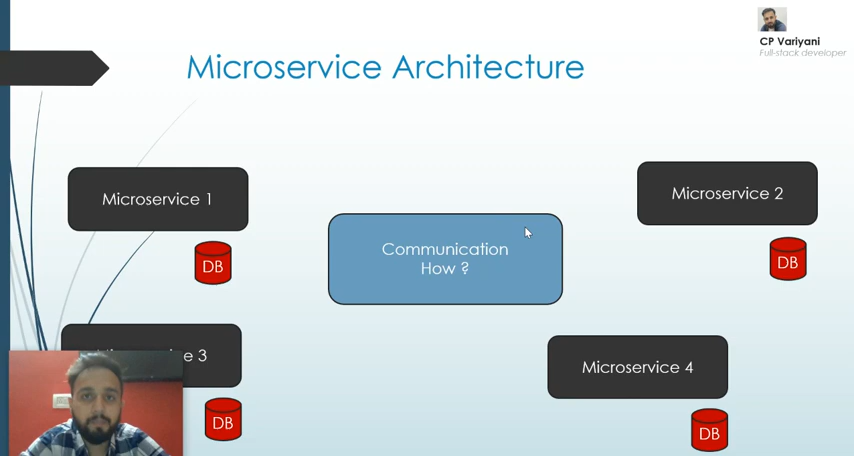 CP Variyani
Full-stack developer
Microservice Architecture
Microservice 1
Microservice 2
Communication
How ?
DB
DB
3
Microservice 4
DB
DB